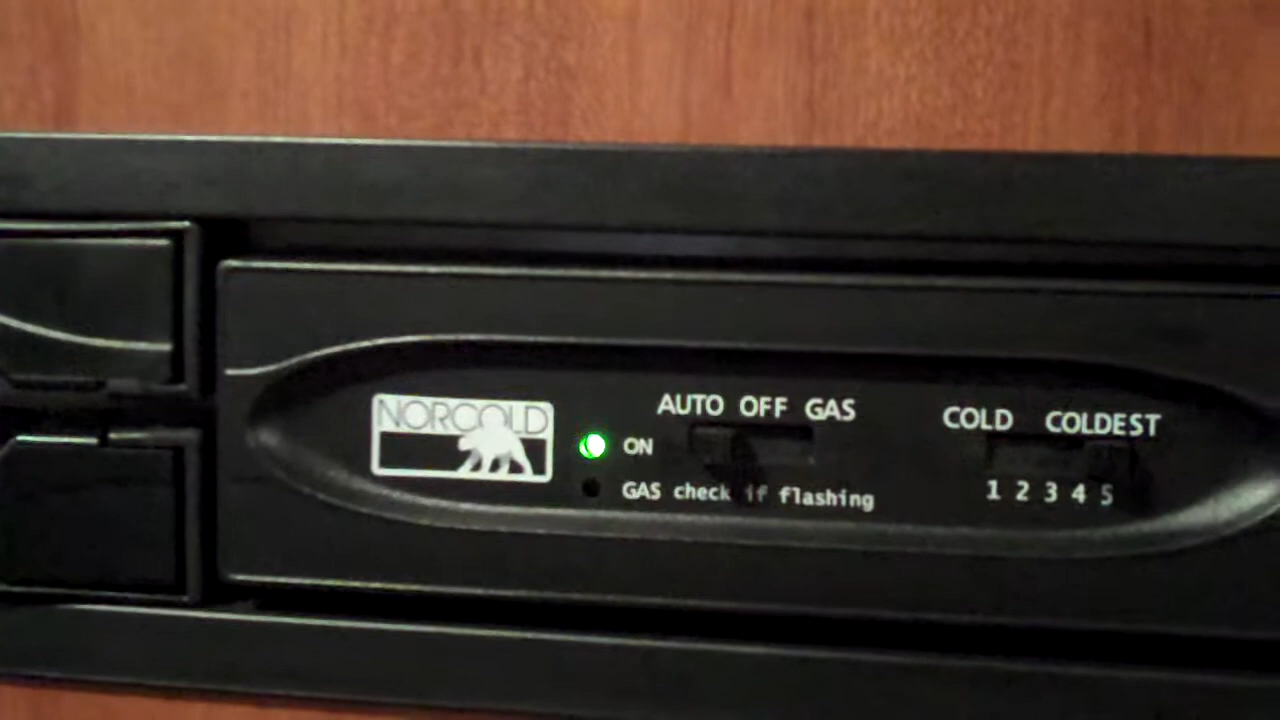 NORCOLD
AUTO OFF GAS
ON
GAS check if flashing
COLD COLDEST
1 2 3 4 5